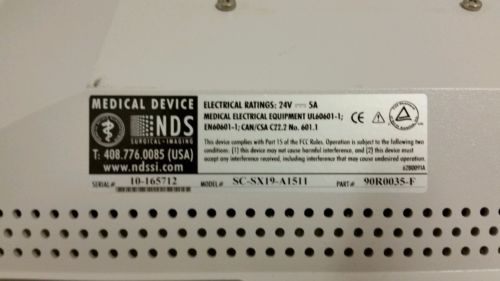 MEDICAL DEVICE
NDS
SURGICAL-IMAGING
T: 408.776.0085 (USA)
www.ndssi.com
ELECTRICAL RATINGS: 24V ⎓ 5A
MEDICAL ELECTRICAL EQUIPMENT UL60601-1;
EN60601-1; CAN/CSA C22.2 No. 601.1
CE
This device complies with Part 15 of the FCC Rules. Operation is subject to the following two
conditions: (1) this device may not cause harmful interference, and (2) this device must
accept any interference received, including interference that may cause undesired operation.
SERIAL# 10-165712 MODEL# SC-SX19-A1511 PART# 90R0035-F